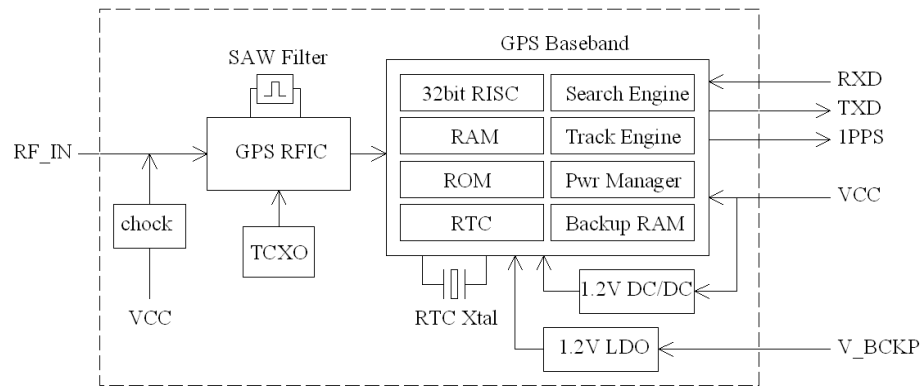 GPS Baseband
SAW Filter
32bit RISC
Search Engine
RXD
TXD
RAM
Track Engine
1PPS
RF_IN
GPS RFIC
ROM
Pwr Manager
VCC
chock
RTC
Backup RAM
TCXO
1.2V DC/DC
VCC
RTC Xtal
1.2V LDO
V_BCKP